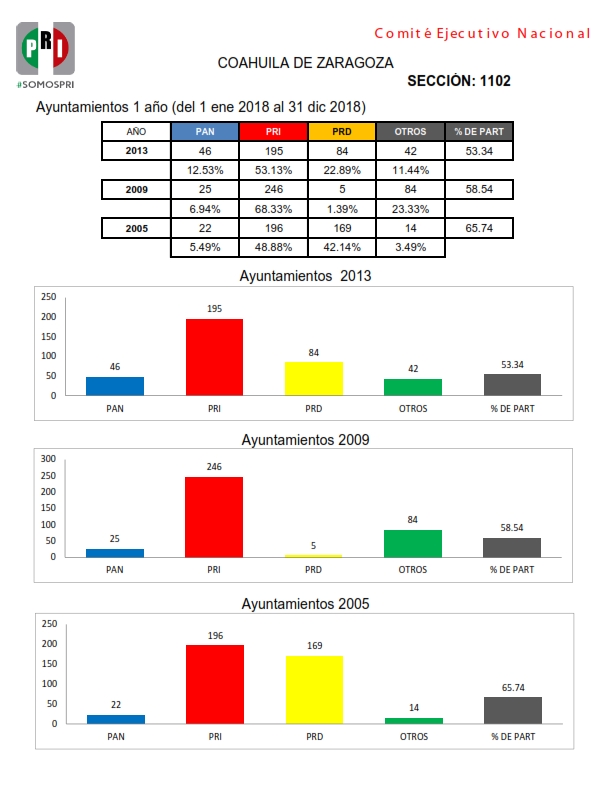 Comité Ejecutivo Nacional
PRI
#SOMOSPRI
COAHUILA DE ZARAGOZA
SECCIÓN: 1102
Ayuntamientos 1 año (del 1 ene 2018 al 31 dic 2018)
AÑO PAN PRI PRD OTROS % DE PART
2013 46 195 84 42 53.34
12.53% 53.13% 22.89% 11.44%
2009 25 246 5 84 58.54
6.94% 68.33% 1.39% 23.33%
2005 22 196 169 14 65.74
5.49% 48.88% 42.14% 3.49%
Ayuntamientos 2013
250
200
150
100
50
0
46 195 84 42 53.34
PAN PRI PRD OTROS % DE PART
Ayuntamientos 2009
300
250
200
150
100
50
0
25 246 5 84 58.54
PAN PRI PRD OTROS % DE PART
Ayuntamientos 2005
250
200
150
100
50
0
22 196 169 14 65.74
PAN PRI PRD OTROS % DE PART